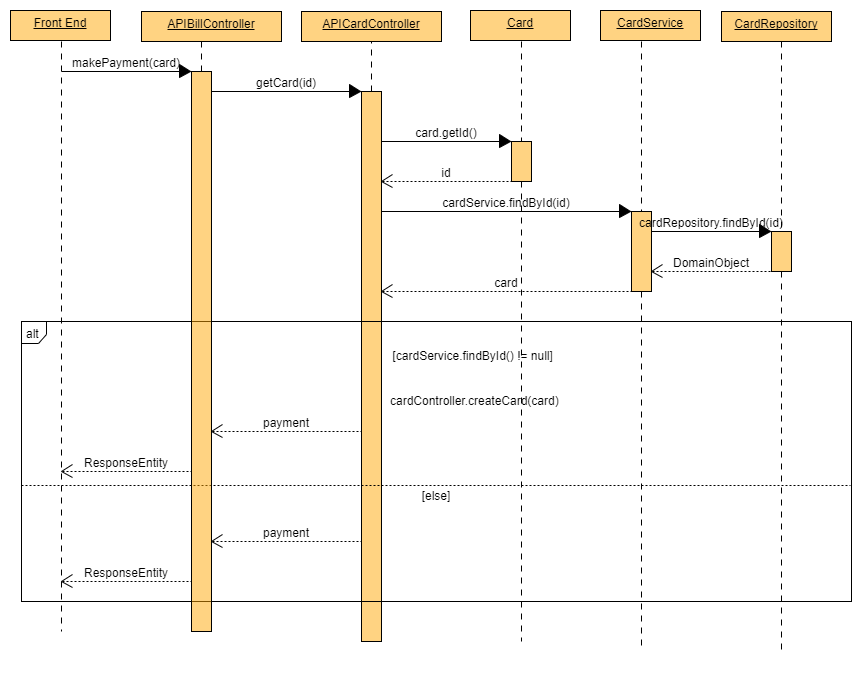 Front End
APIBillController
APICardController
Card
CardService
CardRepository
makePayment(card)
getCard(id)
card.getId()
id
cardService.findById(id)
cardRepository.findById(id)
DomainObject
card
alt
[cardService.findById() != null]
cardController.createCard(card)
payment
ResponseEntity
[else]
payment
ResponseEntity